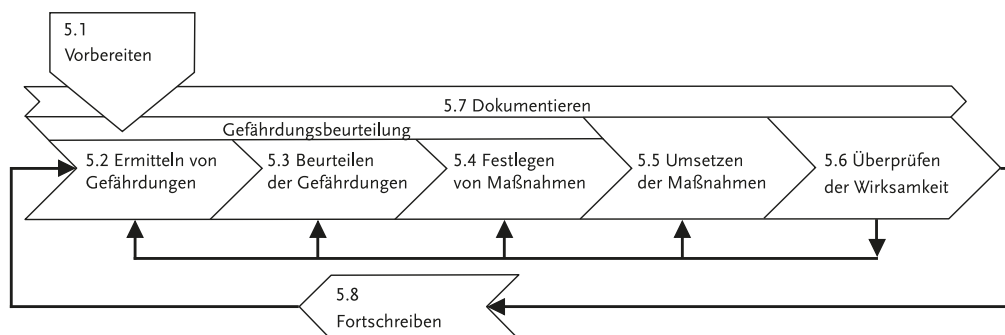 5.1
Vorbereiten
5.7 Dokumentieren
Gefährdungsbeurteilung
5.2 Ermitteln von
Gefährdungen
5.3 Beurteilen
der Gefährdungen
5.4 Festlegen
von Maßnahmen
5.5 Umsetzen
der Maßnahmen
5.6 Überprüfen
der Wirksamkeit
5.8
Fortschreiben